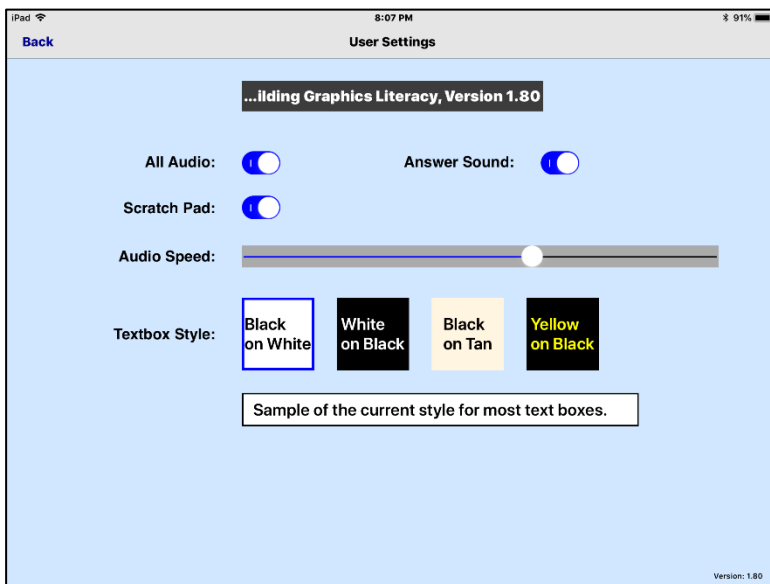 iPad 8:07 PM 91%
Back User Settings
...ilding Graphics Literacy, Version 1.80
All Audio: Answer Sound:
Scratch Pad:
Audio Speed:
Textbox Style:
Black
on White
White
on Black
Black
on Tan
Yellow
on Black
Sample of the current style for most text boxes.
Version: 1.80